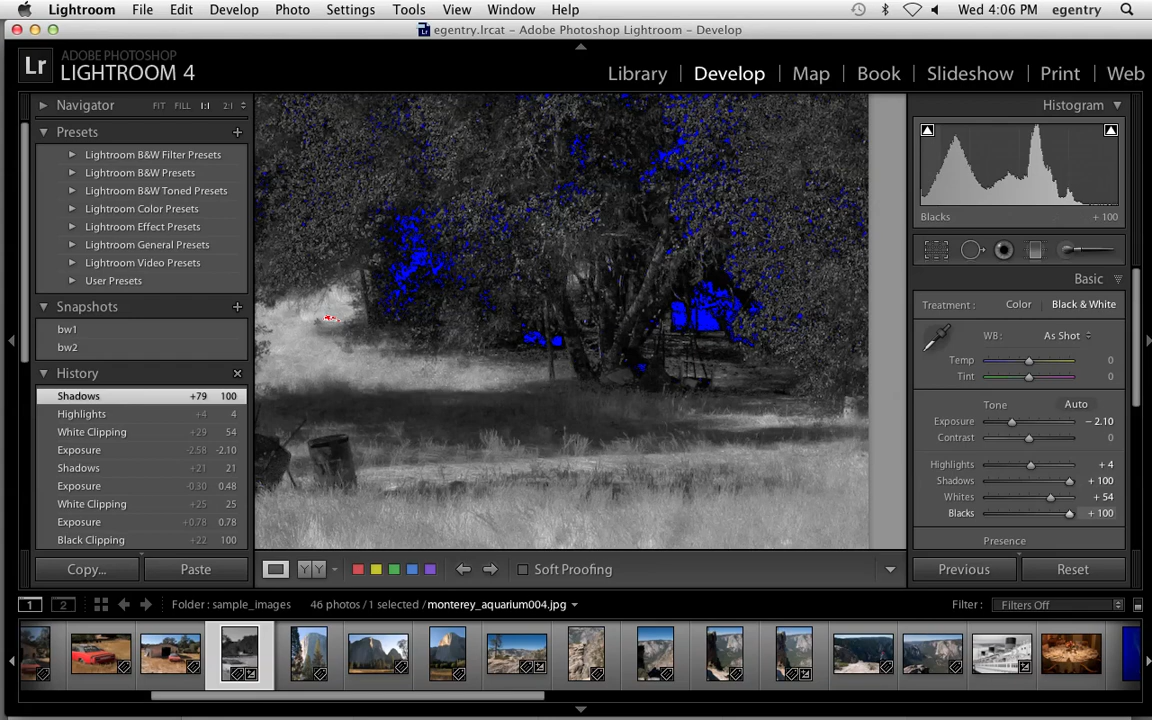 Lightroom File Edit Develop Photo Settings Tools View Window Help Wed 4:06 PM egentry
egentry.lrcat – Adobe Photoshop Lightroom – Develop
Lr ADOBE PHOTOSHOP
LIGHTROOM 4
Library | Develop | Map | Book | Slideshow | Print | Web
Navigator FIT FILL 1:1 2:1
Presets +
Lightroom B&W Filter Presets
Lightroom B&W Presets
Lightroom B&W Toned Presets
Lightroom Color Presets
Lightroom Effect Presets
Lightroom General Presets
Lightroom Video Presets
User Presets
Snapshots +
bw1
bw2
History ×
Shadows +79 100
Highlights +4 4
White Clipping +29 54
Exposure -2.58 -2.10
Shadows +21 21
Exposure -0.30 0.48
White Clipping +25 25
Exposure +0.78 0.78
Black Clipping +22 100
Copy... Paste
Histogram
Blacks +100
Basic
Treatment : Color Black & White
WB: As Shot
Temp 0
Tint 0
Tone Auto
Exposure – 2.10
Contrast 0
Highlights + 4
Shadows + 100
Whites + 54
Blacks + 100
Presence
Previous Reset
YY Soft Proofing
1 2 Folder : sample_images 46 photos / 1 selected / monterey_aquarium004.jpg Filter : Filters Off